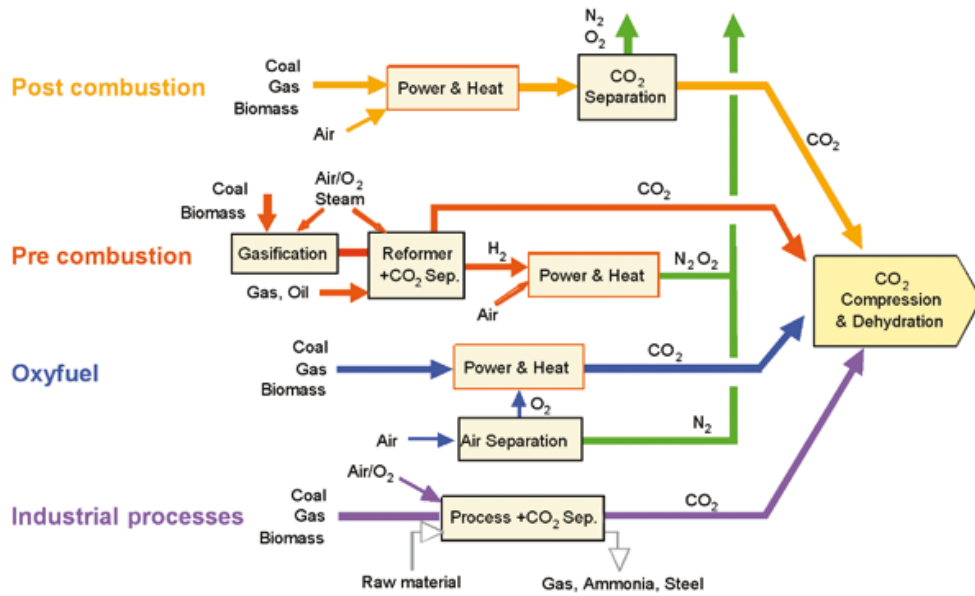 N₂
O₂
Post combustion
Coal
Gas
Biomass
Air
Power & Heat
CO₂
Separation
CO₂
Pre combustion
Coal
Biomass
Air/O₂
Steam
Gasification
Gas, Oil
Reformer
+CO₂ Sep.
CO₂
H₂
Air
Power & Heat
N₂ O₂
CO₂
Compression
& Dehydration
Oxyfuel
Coal
Gas
Biomass
Power & Heat
CO₂
O₂
Air
Air Separation
N₂
Industrial processes
Air/O₂
Coal
Gas
Biomass
Process +CO₂ Sep.
CO₂
Raw material
Gas, Ammonia, Steel